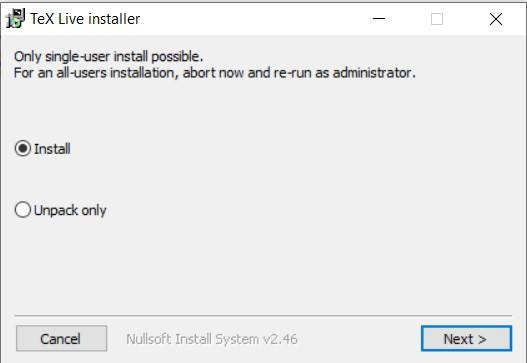 TeX Live installer
Only single-user install possible.
For an all-users installation, abort now and re-run as administrator.
Install
Unpack only
Cancel
Nullsoft Install System v2.46
Next >